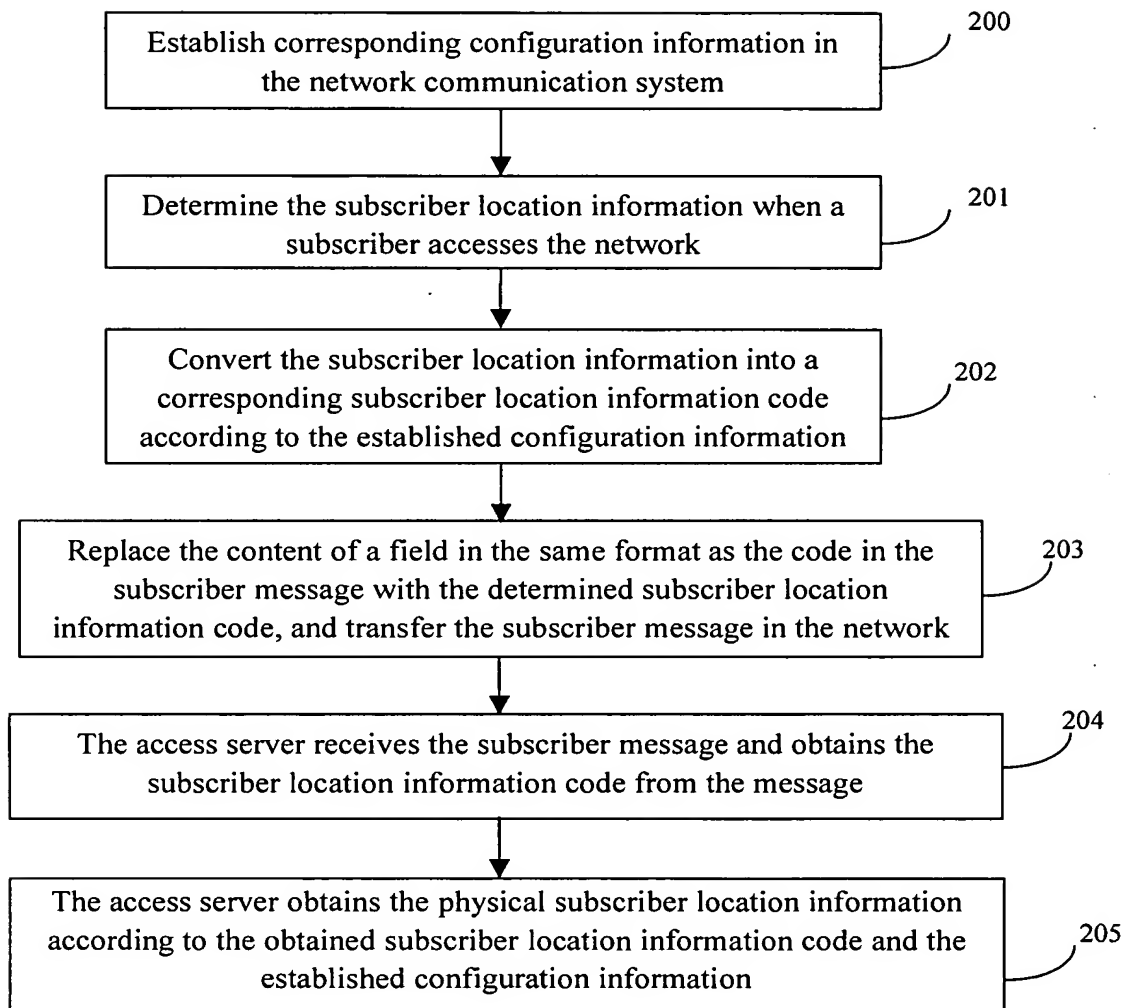 200
Establish corresponding configuration information in
the network communication system
201
Determine the subscriber location information when a
subscriber accesses the network
202
Convert the subscriber location information into a
corresponding subscriber location information code
according to the established configuration information
203
Replace the content of a field in the same format as the code in the
subscriber message with the determined subscriber location
information code, and transfer the subscriber message in the network
204
The access server receives the subscriber message and obtains the
subscriber location information code from the message
205
The access server obtains the physical subscriber location information
according to the obtained subscriber location information code and the
established configuration information